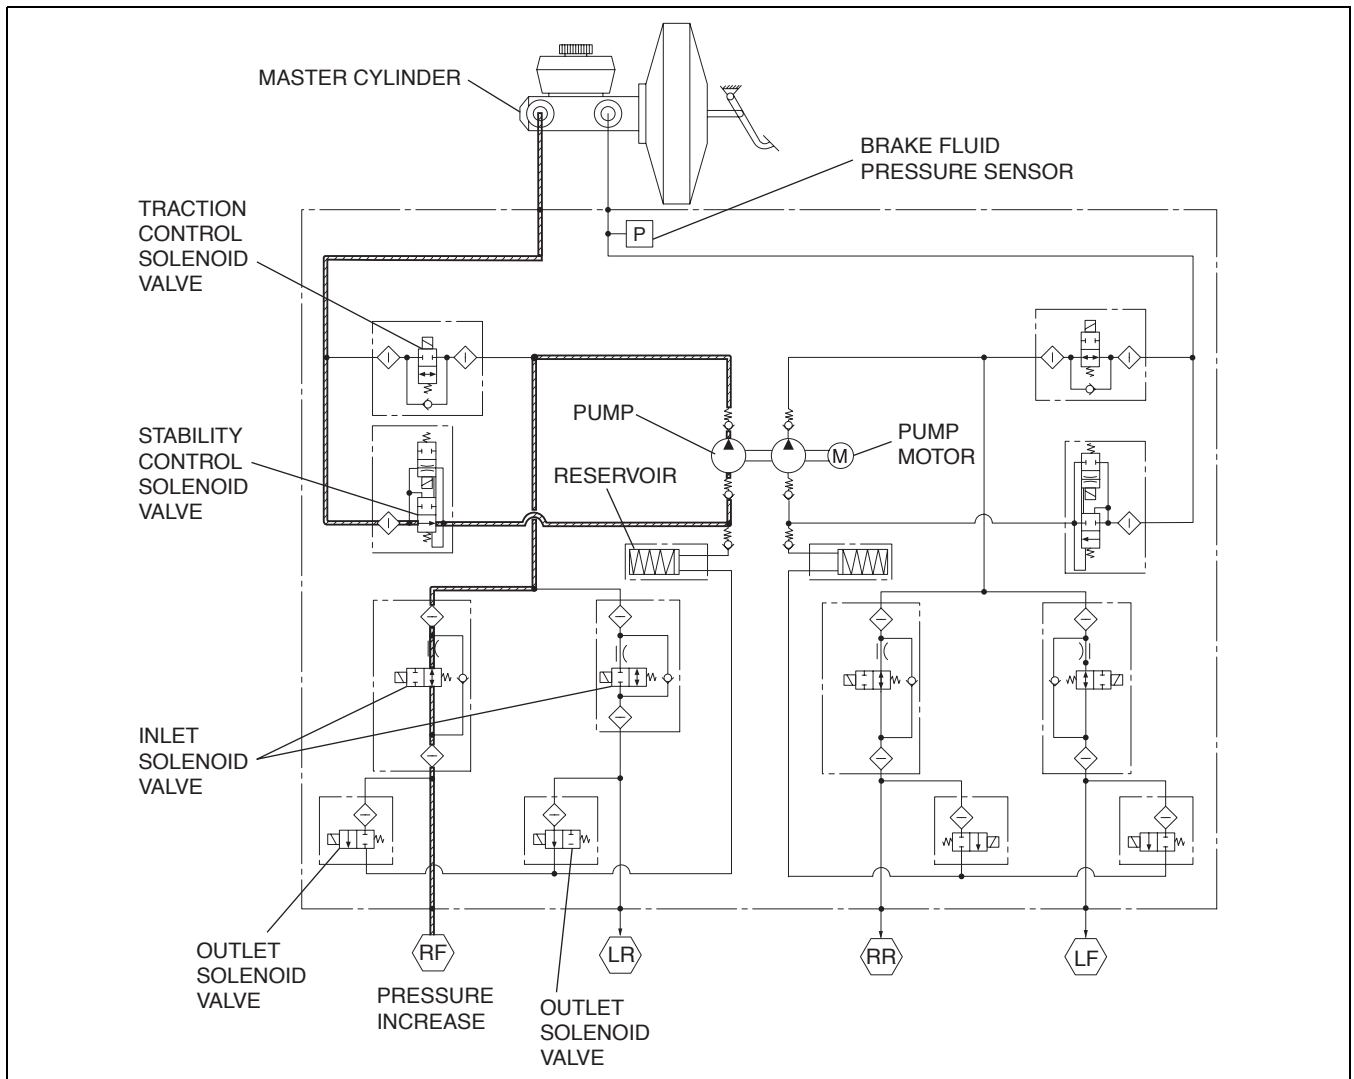 MASTER CYLINDER
BRAKE FLUID
PRESSURE SENSOR
TRACTION
CONTROL
SOLENOID
VALVE
P
STABILITY
CONTROL
SOLENOID
VALVE
PUMP
PUMP
MOTOR
M
RESERVOIR
INLET
SOLENOID
VALVE
OUTLET
SOLENOID
VALVE
RF
LR
RR
LF
PRESSURE
INCREASE
OUTLET
SOLENOID
VALVE